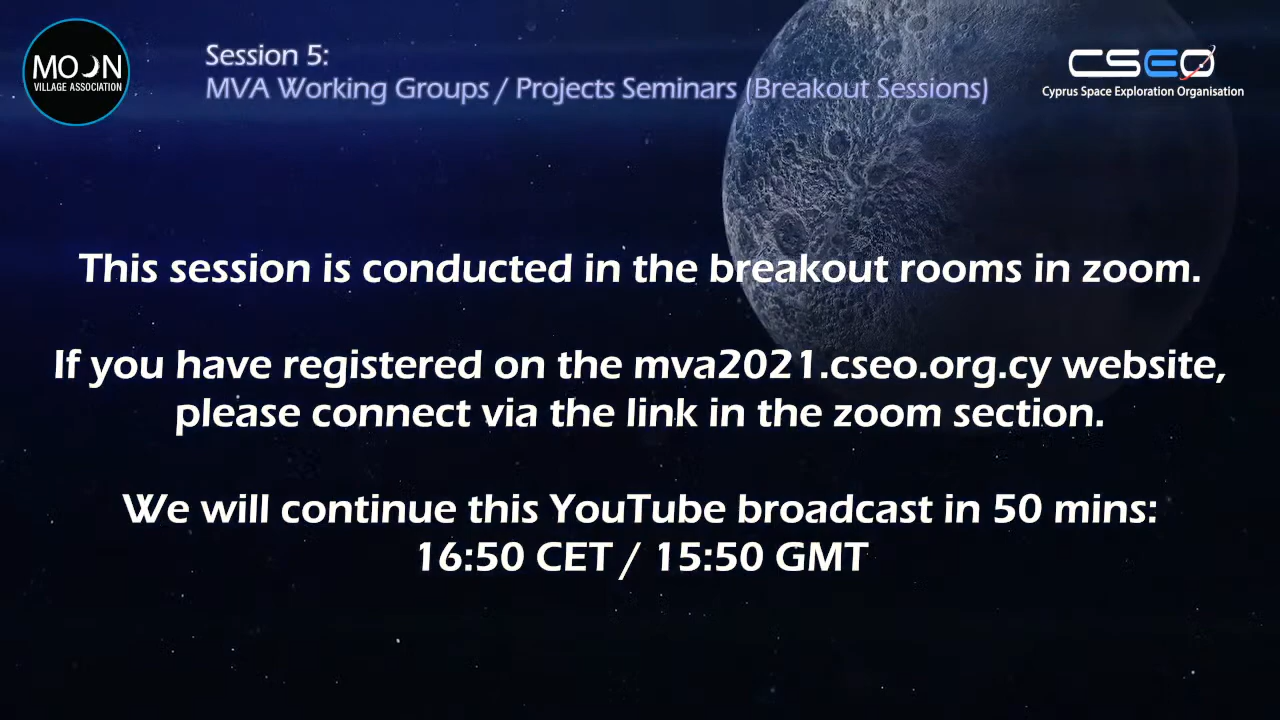 MOON
VILLAGE ASSOCIATION
Session 5:
MVA Working Groups / Projects Seminars (Breakout Sessions)
CSEO
Cyprus Space Exploration Organisation
This session is conducted in the breakout rooms in zoom.
If you have registered on the mva2021.cseo.org.cy website,
please connect via the link in the zoom section.
We will continue this YouTube broadcast in 50 mins:
16:50 CET / 15:50 GMT